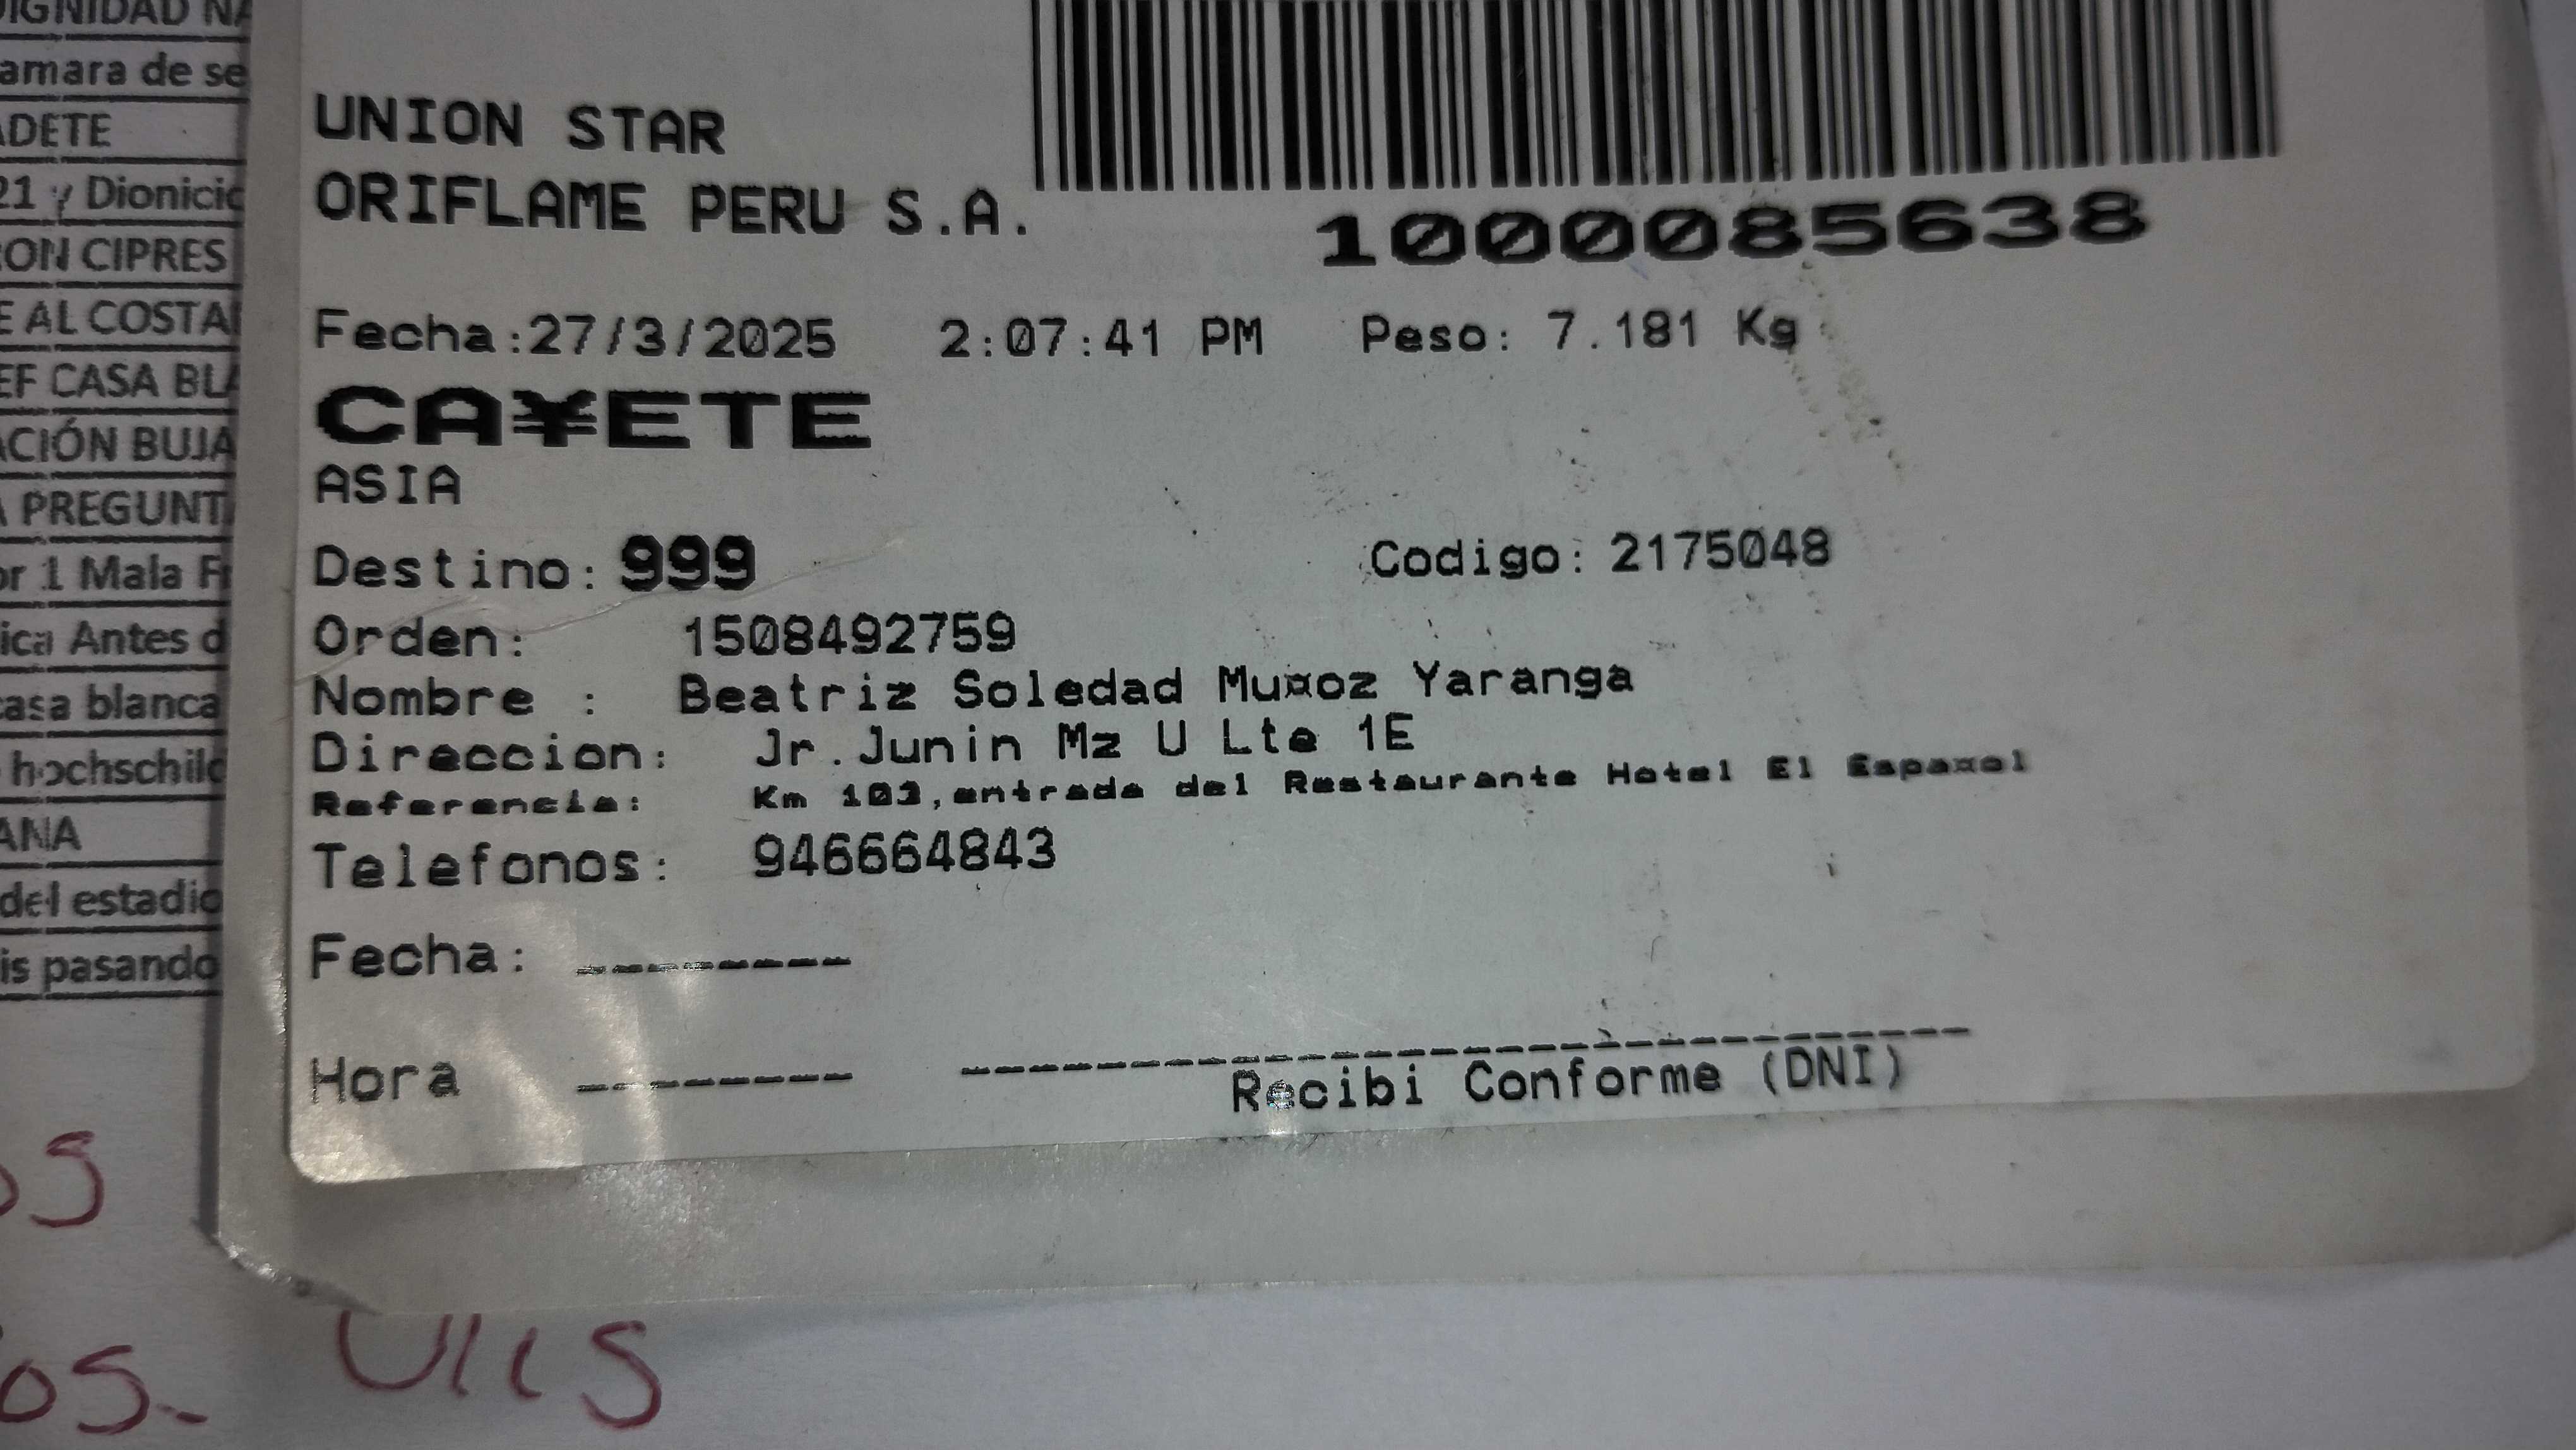 UNION STAR
ORIFLAME PERU S.A.
1000085638
Fecha:27/3/2025 2:07:41 PM Peso: 7.181 Kg
CA¥ETE
ASIA
Destino: 999 Codigo: 2175048
Orden: 1508492759
Nombre : Beatriz Soledad Mu¤oz Yaranga
Direccion: Jr.Junin Mz U Lte 1E
Referencia: Km 103,entrada del Restaurante Hotel El Espa¤ol
Telefonos: 946664843
Fecha: ---------
Hora --------- ---------------------------
Recibi Conforme (DNI)
DIGNIDAD
amara de se
ADETE
21 y Dionicio
ON CIPRES
E AL COSTA
EF CASA BLA
ACIÓN BUJA
A PREGUNT
or 1 Mala Fr
ica Antes d
casa blanca
hochschild
ANA
del estadio
is pasando